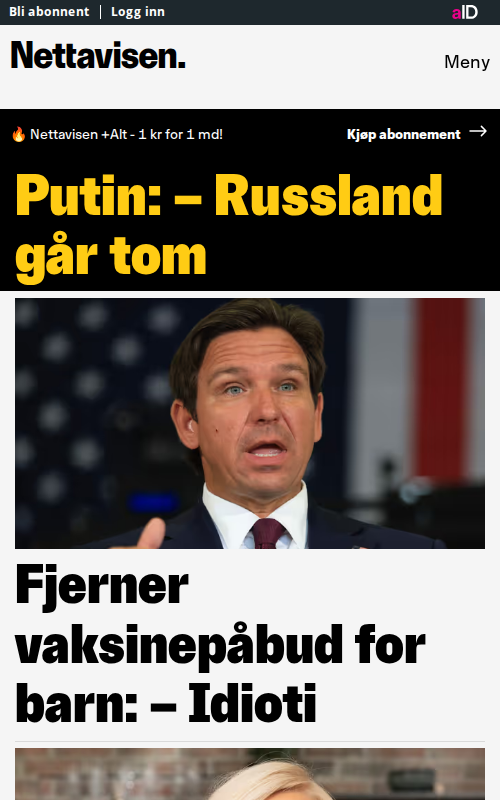 Bli abonnent
Logg inn
aID
Nettavisen.
Meny
Nettavisen +Alt - 1 kr for 1 md!
Kjøp abonnement
Putin: – Russland
går tom
Fjerner
vaksinepåbud for
barn: – Idioti